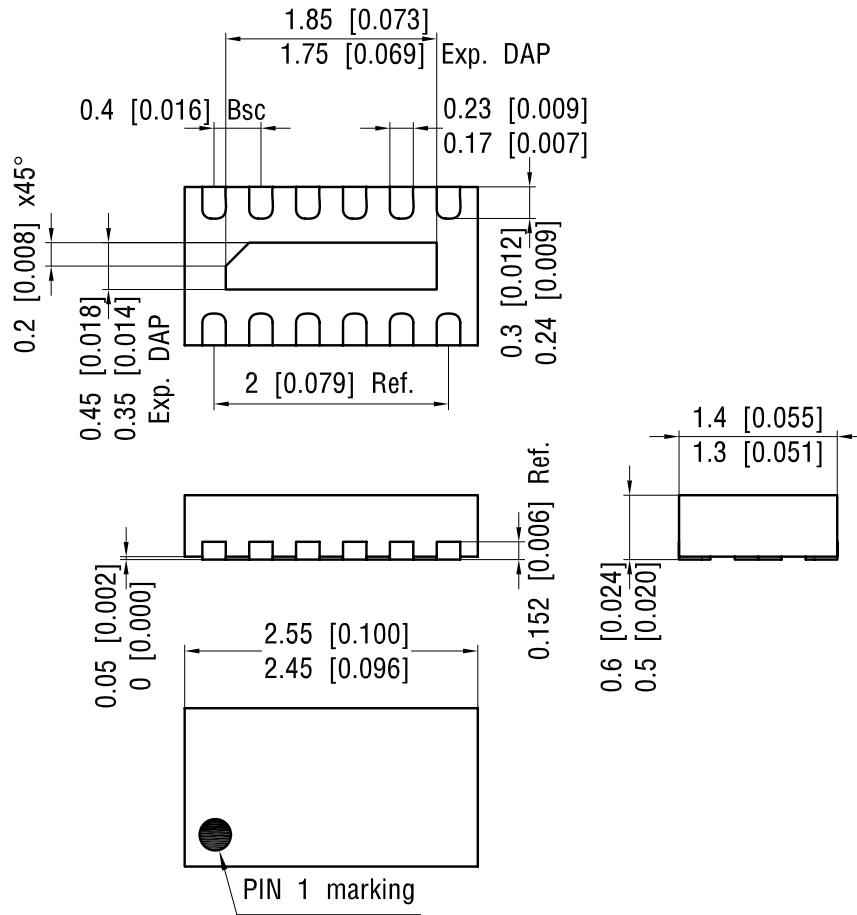 1.85 [0.073]
1.75 [0.069] Exp. DAP
0.4 [0.016] Bsc
0.23 [0.009]
0.17 [0.007]
0.2 [0.008] x45°
0.45 [0.018]
0.35 [0.014]
Exp. DAP
0.3 [0.012]
0.24 [0.009]
2 [0.079] Ref.
1.4 [0.055]
1.3 [0.051]
0.05 [0.002]
0 [0.000]
0.152 [0.006] Ref.
0.6 [0.024]
0.5 [0.020]
2.55 [0.100]
2.45 [0.096]
PIN 1 marking